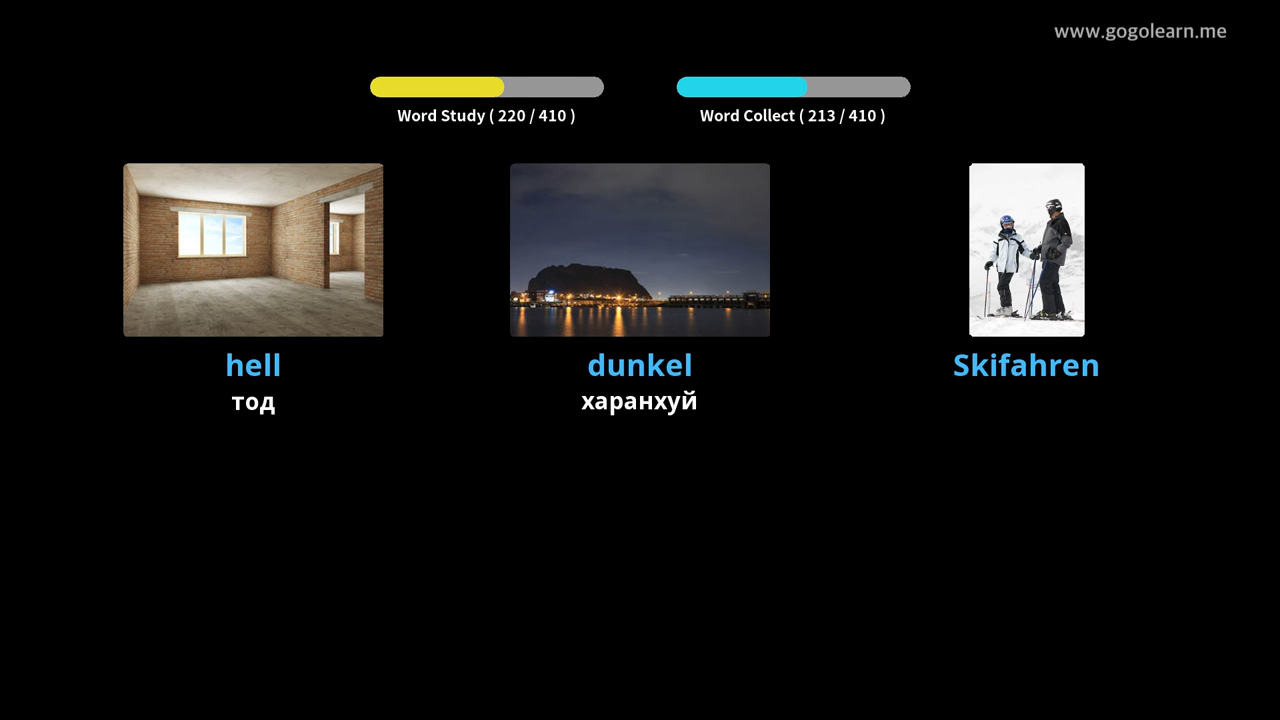 www.gogolearn.me
Word Study ( 220 / 410 )
Word Collect ( 213 / 410 )
hell
dunkel
Skifahren
тод
харанхуй